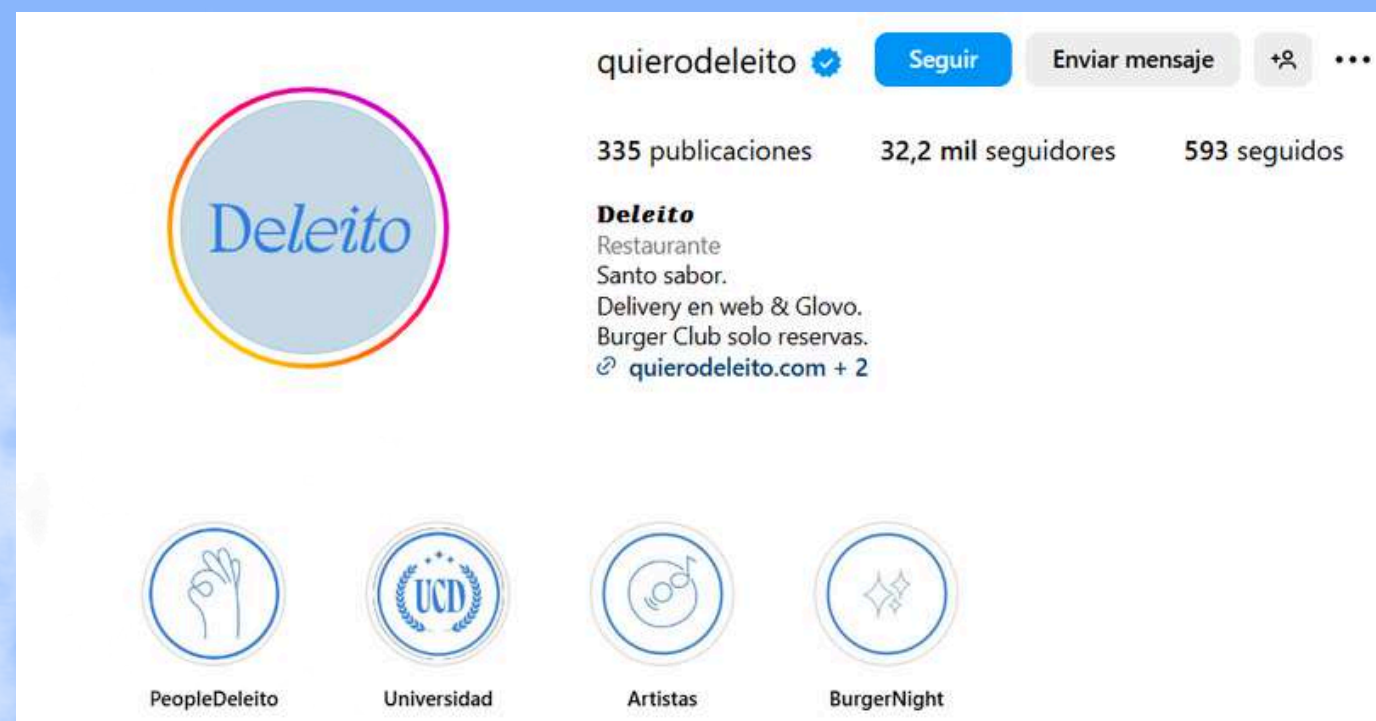 quierodeleito
Seguir
Enviar mensaje
335 publicaciones
32,2 mil seguidores
593 seguidos
Deleito
Deleito
Restaurante
Santo sabor.
Delivery en web & Glovo.
Burger Club solo reservas.
quierodeleito.com + 2
UCD
PeopleDeleito
Universidad
Artistas
BurgerNight